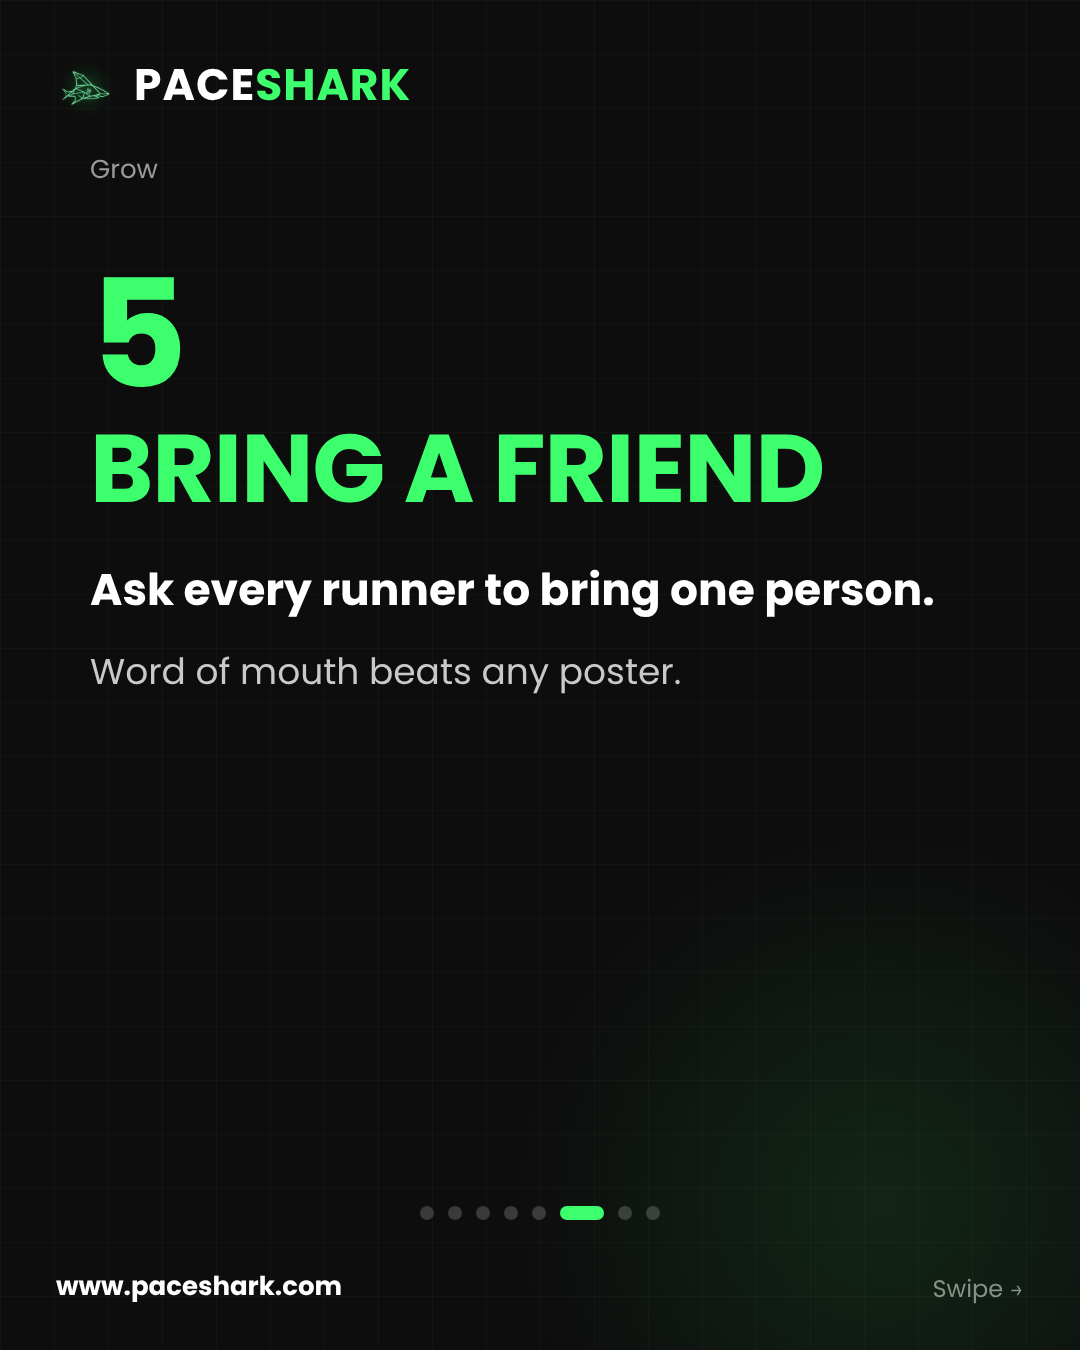 PACESHARK
Grow
5
BRING A FRIEND
Ask every runner to bring one person.
Word of mouth beats any poster.
www.paceshark.com
Swipe →